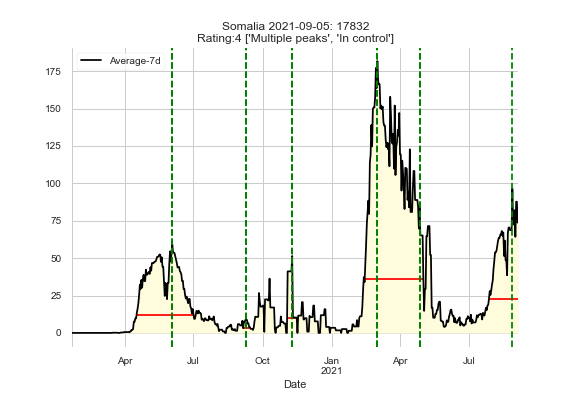 Somalia 2021-09-05: 17832
Rating:4 ['Multiple peaks', 'In control']
Average-7d
175
150
125
100
75
50
25
0
Apr Jul Oct Jan Apr Jul
2021
Date